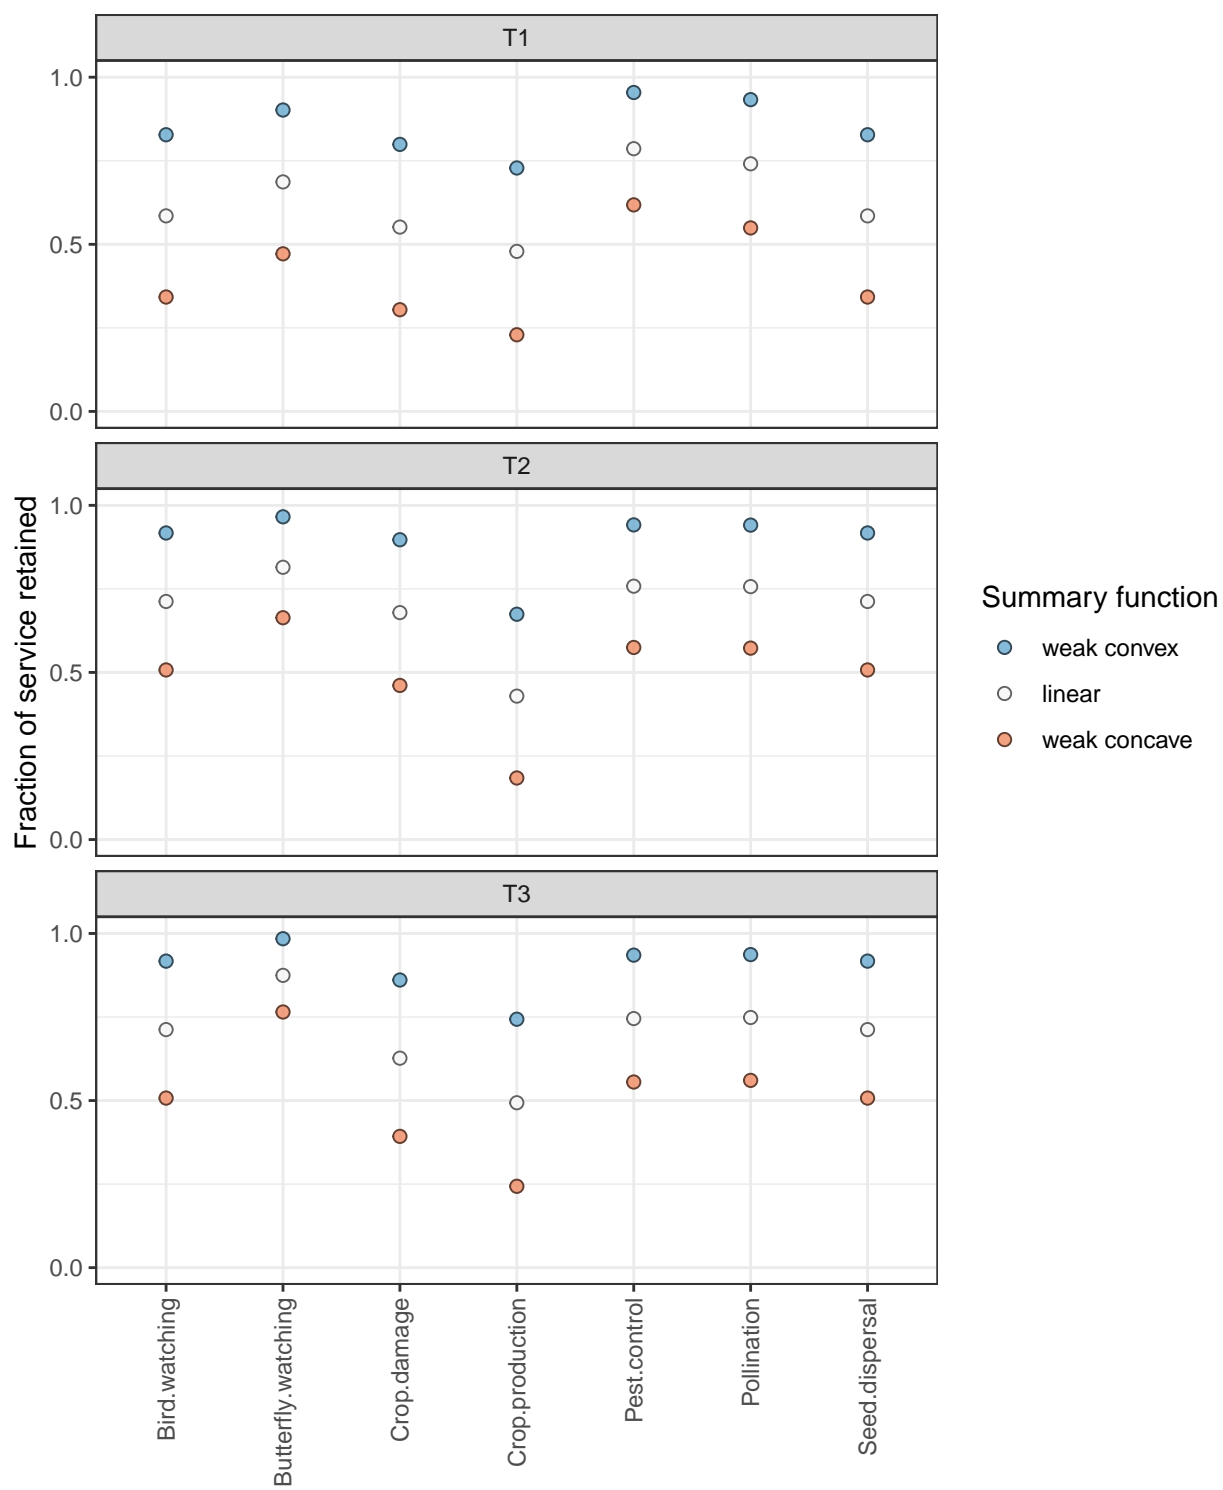 T1
1.0
0.5
0.0
T2
1.0
0.5
0.0
T3
1.0
0.5
0.0
Fraction of service retained
Bird.watching
Butterfly.watching
Crop.damage
Crop.production
Pest.control
Pollination
Seed.dispersal
Summary function
weak convex
linear
weak concave